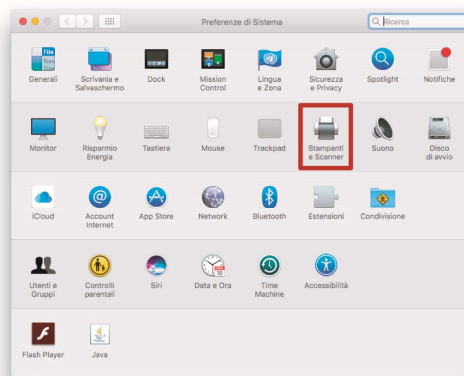 Preferenze di Sistema
Ricerca
File
New
Generali
Scrivania e
Salvaschermo
Dock
Mission
Control
Lingua
e Zona
Sicurezza
e Privacy
Spotlight
Notifiche
Monitor
Risparmio
Energia
Tastiera
Mouse
Trackpad
Stampanti
e Scanner
Suono
Disco
di avvio
iCloud
Account
Internet
App Store
Network
Bluetooth
Estensioni
Condivisione
Utenti e
Gruppi
Controlli
parentali
Siri
Data e Ora
Time
Machine
Accessibilità
Flash Player
Java